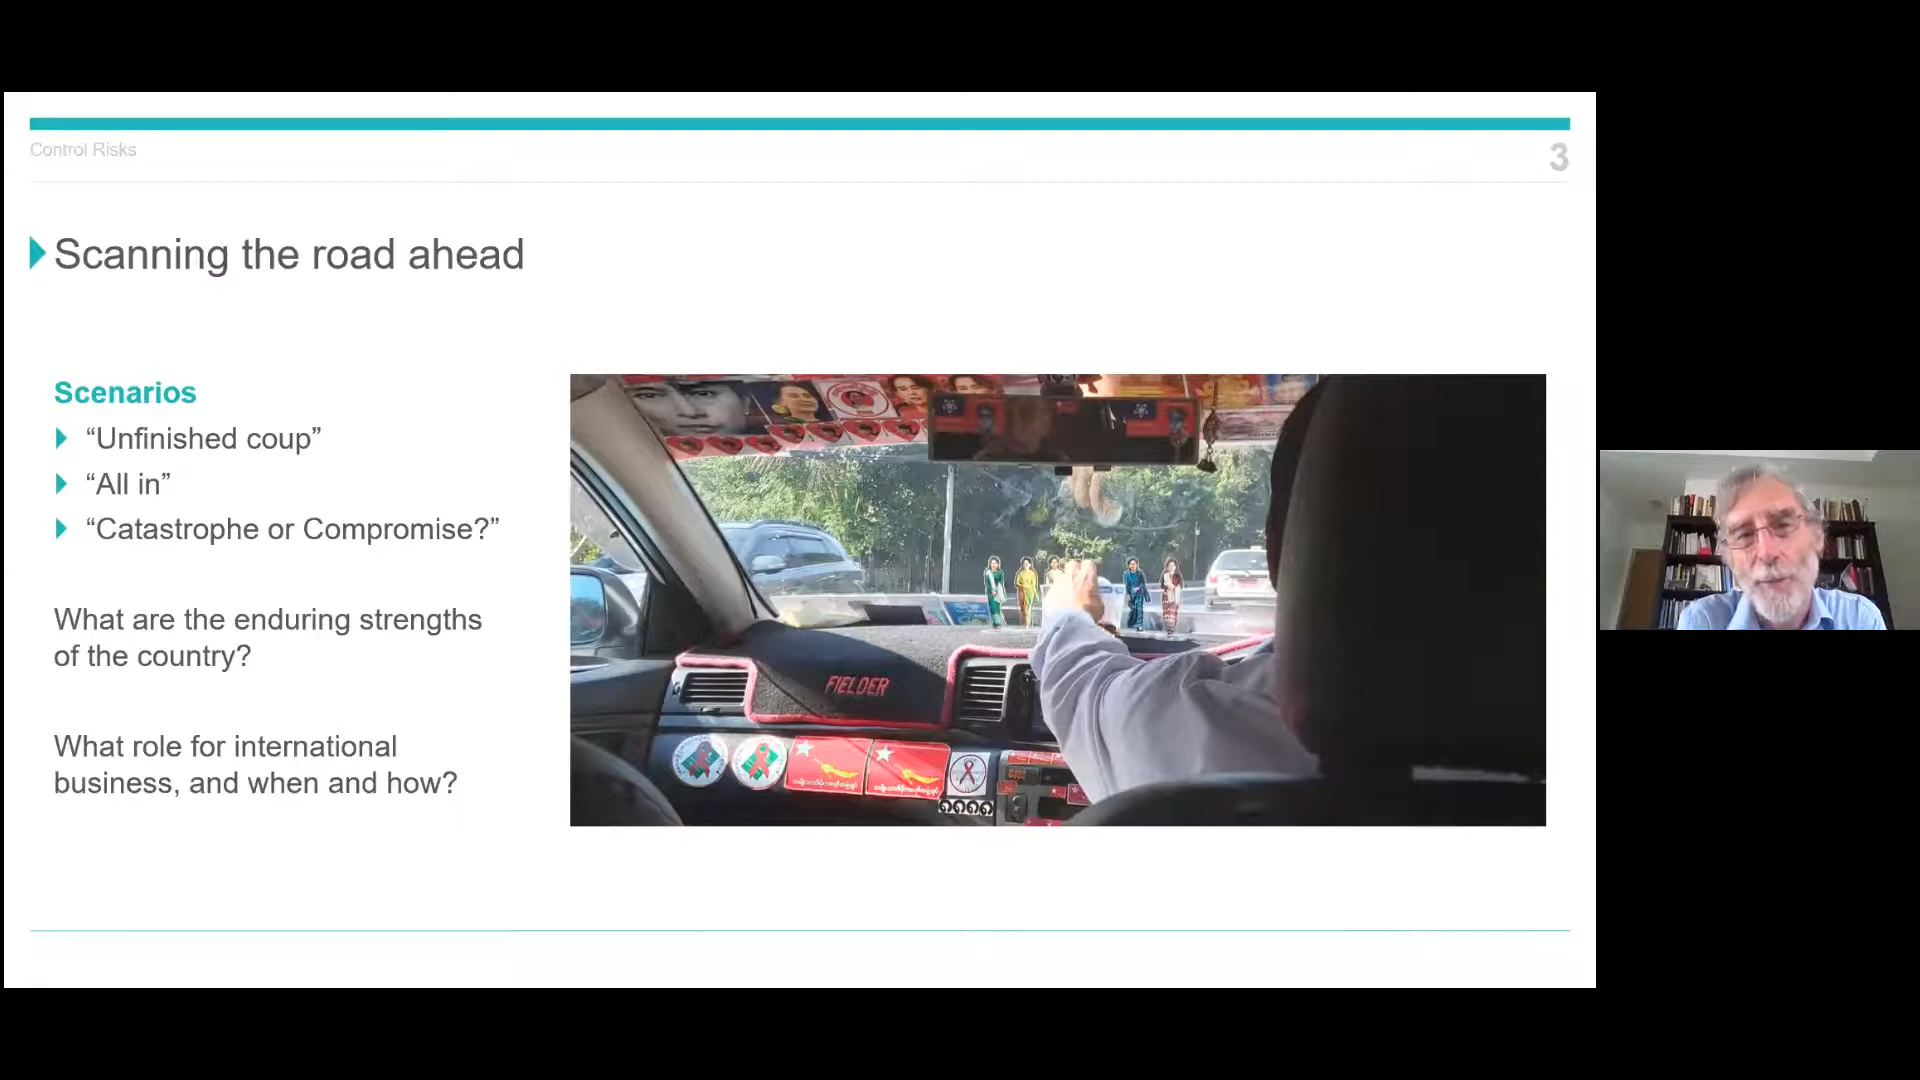 Control Risks
3
Scanning the road ahead
Scenarios
“Unfinished coup”
“All in”
“Catastrophe or Compromise?”
What are the enduring strengths
of the country?
What role for international
business, and when and how?
FIELDER